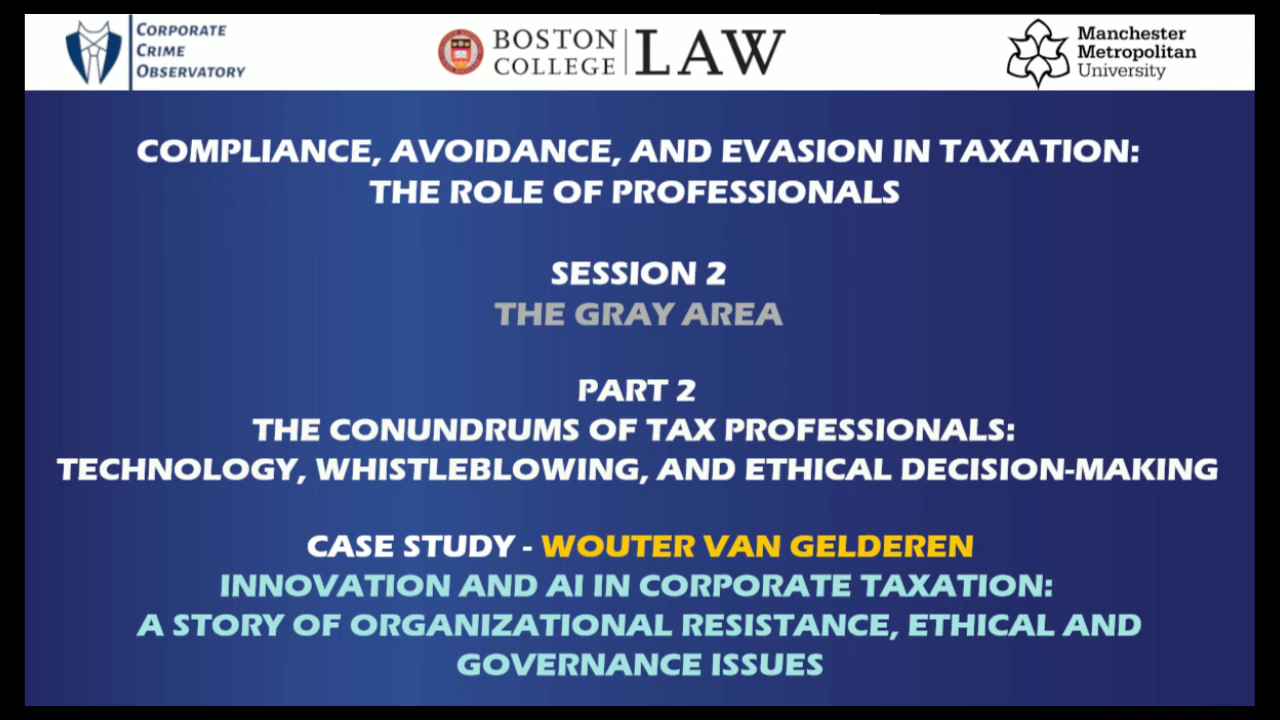 CORPORATE
CRIME
OBSERVATORY
BOSTON
COLLEGE
LAW
Manchester
Metropolitan
University
COMPLIANCE, AVOIDANCE, AND EVASION IN TAXATION:
THE ROLE OF PROFESSIONALS
SESSION 2
THE GRAY AREA
PART 2
THE CONUNDRUMS OF TAX PROFESSIONALS:
TECHNOLOGY, WHISTLEBLOWING, AND ETHICAL DECISION-MAKING
CASE STUDY - WOUTER VAN GELDEREN
INNOVATION AND AI IN CORPORATE TAXATION:
A STORY OF ORGANIZATIONAL RESISTANCE, ETHICAL AND
GOVERNANCE ISSUES